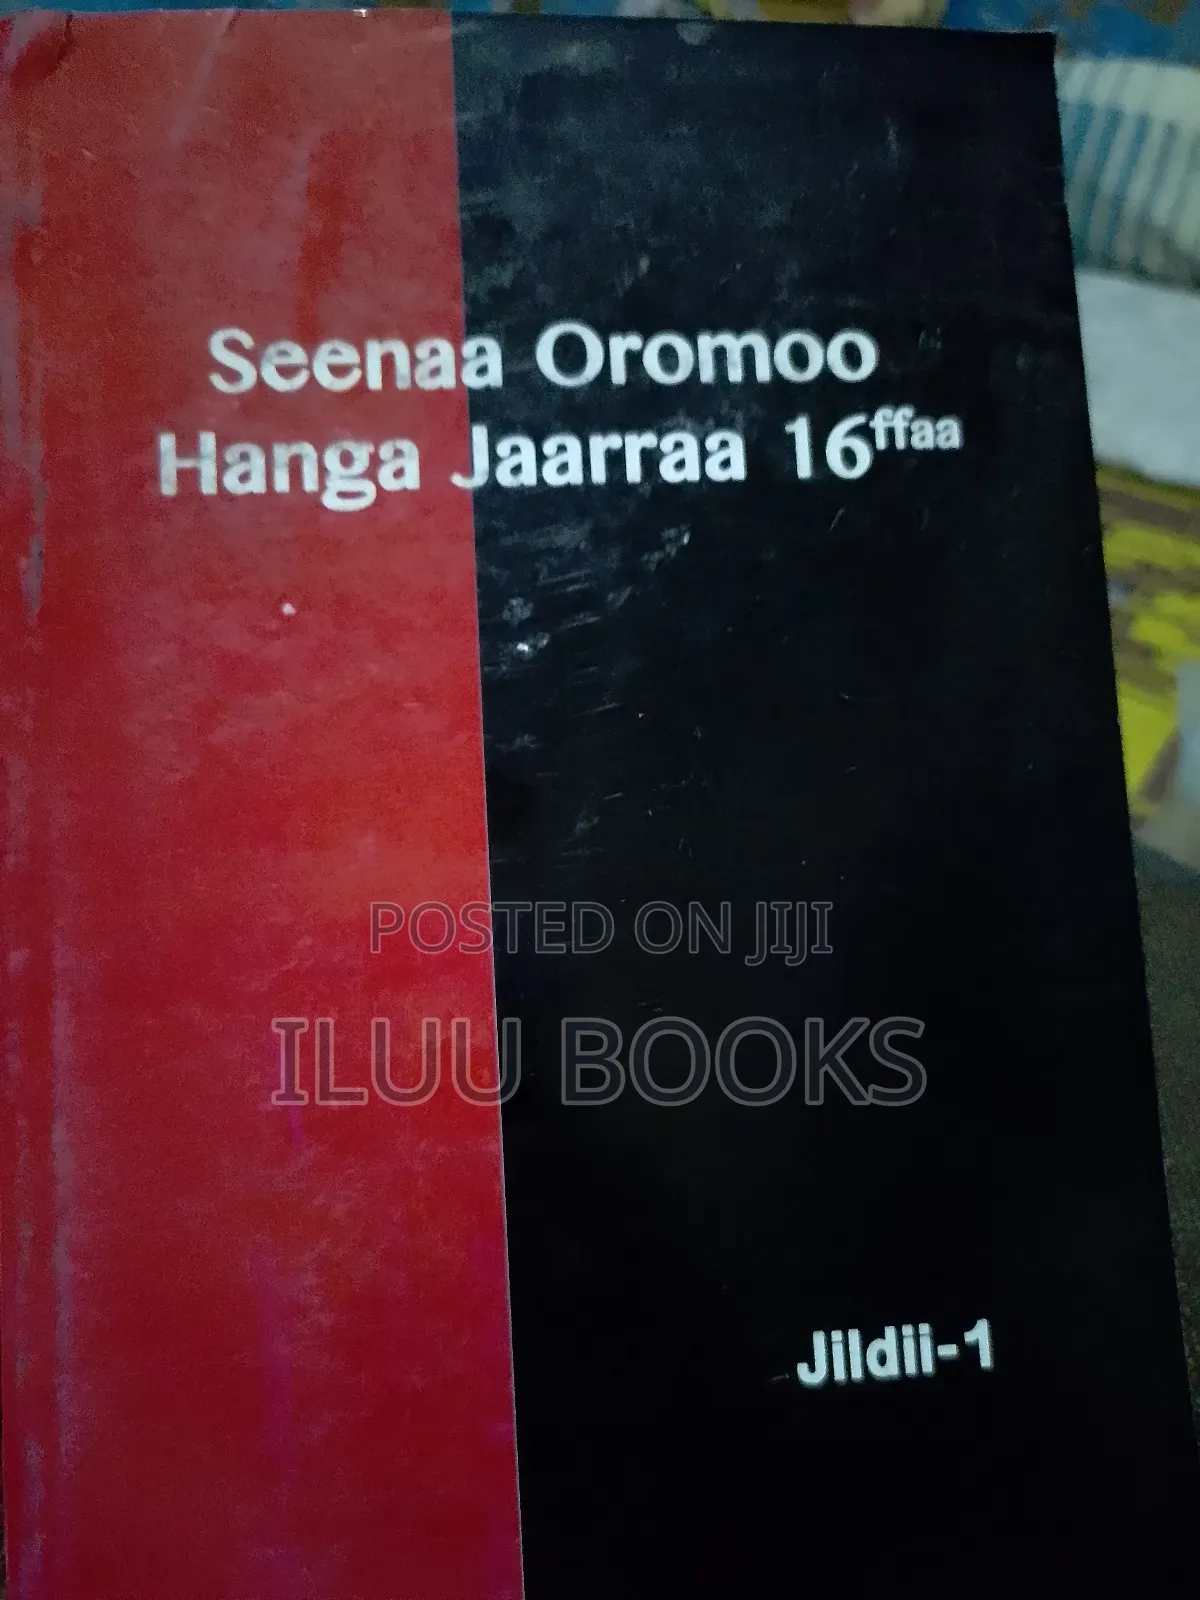 Seenaa Oromoo
Hanga Jaarraa 16ffaa
POSTED ON JIJI
ILUU BOOKS
Jildii-1